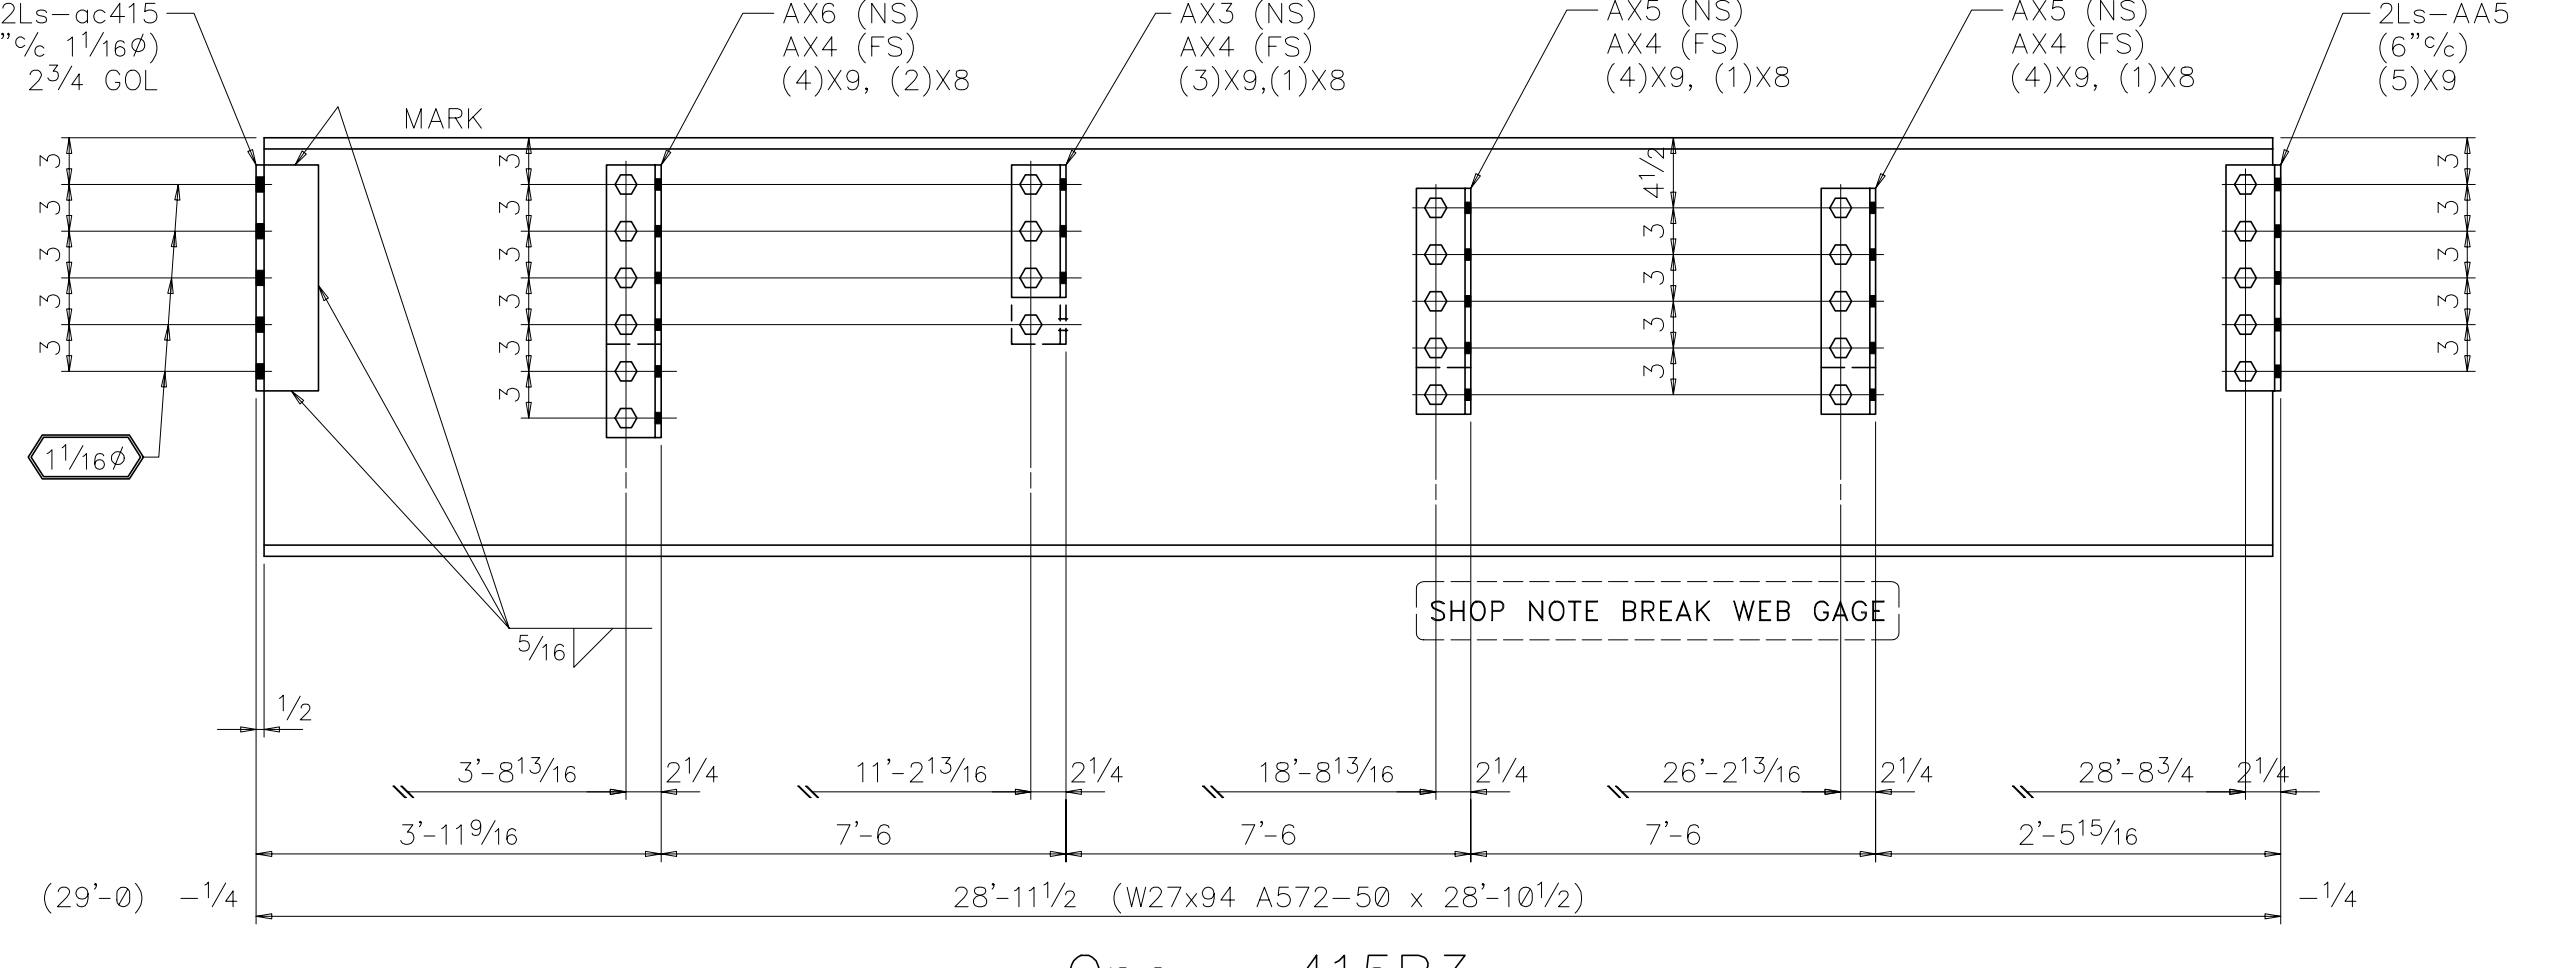 2Ls-ac415
"c/c 1 1/16Ø)
2 3/4 GOL
AX6 (NS)
AX4 (FS)
(4)X9, (2)X8
AX3 (NS)
AX4 (FS)
(3)X9,(1)X8
AX5 (NS)
AX4 (FS)
(4)X9, (1)X8
AX5 (NS)
AX4 (FS)
(4)X9, (1)X8
2Ls-AA5
(6"c/c)
(5)X9
MARK
3
3
3
3
3
3
3
3
3
3
3
4 1/2
3
3
3
3
3
3
3
3
3
1 1/16Ø
SHOP NOTE BREAK WEB GAGE
5/16
1/2
3'-8 13/16
2 1/4
11'-2 13/16
2 1/4
18'-8 13/16
2 1/4
26'-2 13/16
2 1/4
28'-8 3/4
2 1/4
3'-11 9/16
7'-6
7'-6
7'-6
2'-5 15/16
(29'-0) -1/4
28'-11 1/2 (W27x94 A572-50 x 28'-10 1/2)
-1/4